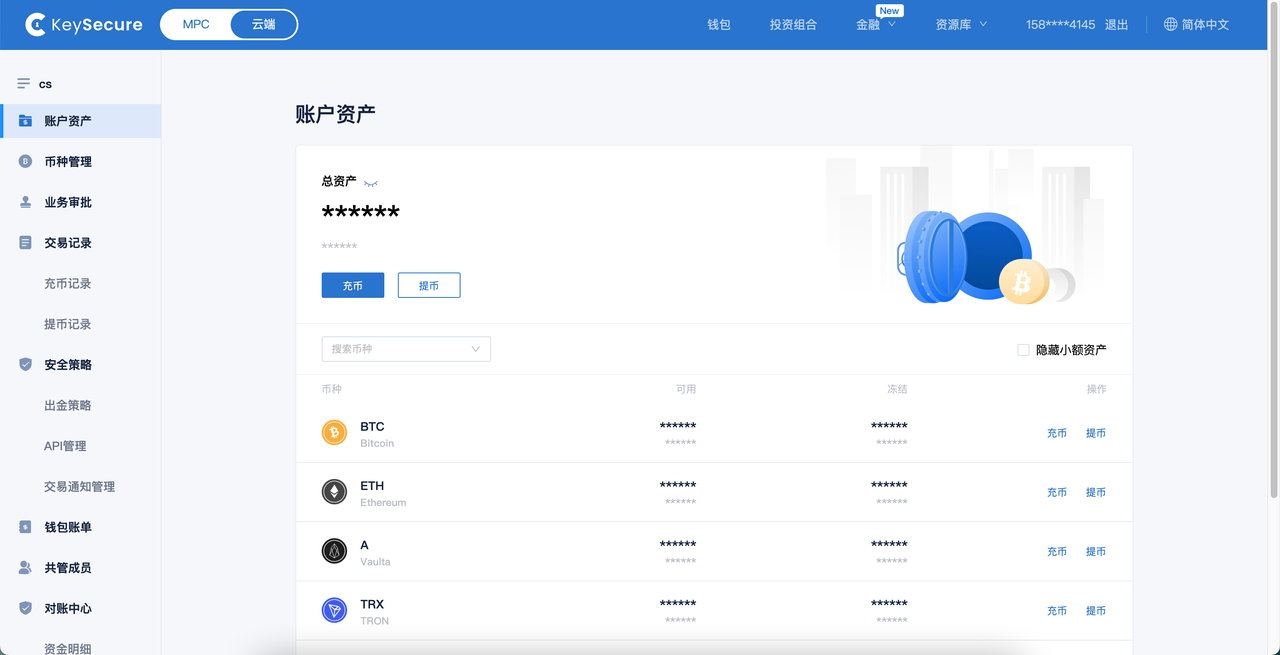 KeySecure
MPC 云端
钱包 投资组合 金融 New 资源库 158****4145 退出 简体中文
cs
账户资产
币种管理
业务审批
交易记录
充币记录
提币记录
安全策略
出金策略
API管理
交易通知管理
钱包账单
共管成员
对账中心
资金明细
账户资产
总资产
******
******
充币 提币
搜索币种 隐藏小额资产
币种 可用 冻结 操作
BTC ****** ****** 充币 提币
Bitcoin ****** ******
ETH ****** ****** 充币 提币
Ethereum ****** ******
A ****** ****** 充币 提币
Vaulta ****** ******
TRX ****** ****** 充币 提币
TRON ****** ******